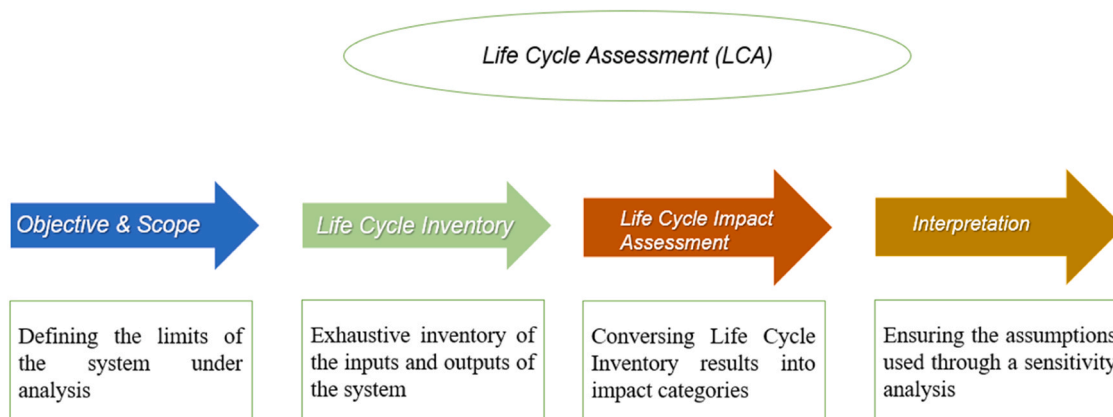 Life Cycle Assessment (LCA)
Objective & Scope
Life Cycle Inventory
Life Cycle Impact
Assessment
Interpretation
Defining the limits of
the system under
analysis
Exhaustive inventory of
the inputs and outputs of
the system
Conversing Life Cycle
Inventory results into
impact categories
Ensuring the assumptions
used through a sensitivity
analysis